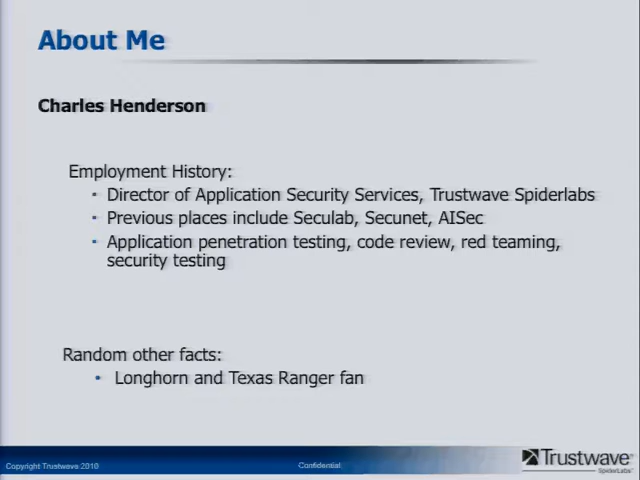 About Me
Charles Henderson
Employment History:
· Director of Application Security Services, Trustwave Spiderlabs
· Previous places include Seculab, Secunet, AISec
· Application penetration testing, code review, red teaming,
security testing
Random other facts:
• Longhorn and Texas Ranger fan
Copyright Trustwave 2010
Confidential
Trustwave®
SpiderLabs™